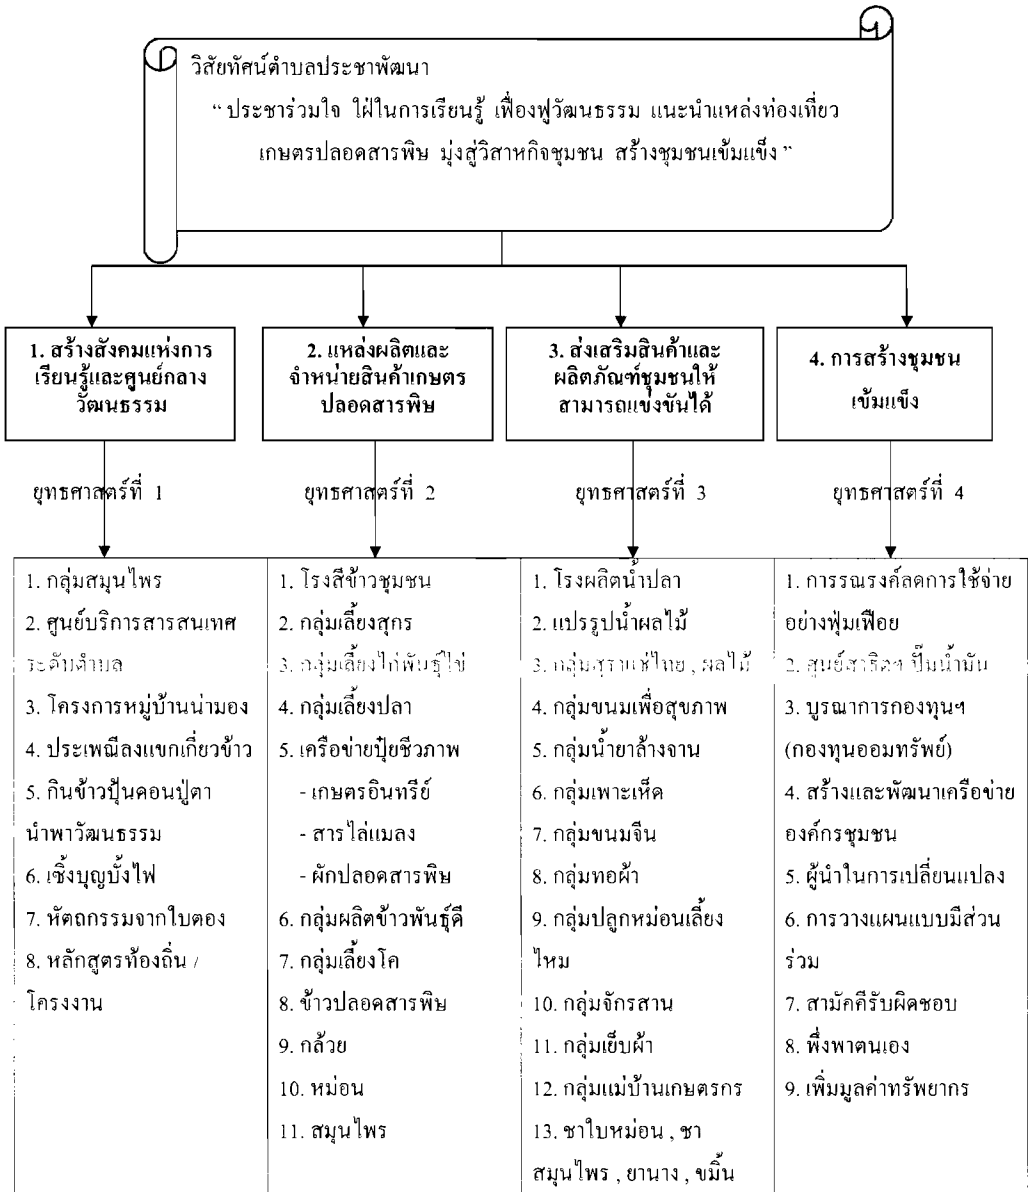 วิสัยทัศน์ตำบลประชาพัฒนา
“ ประชาร่วมใจ ใฝ่ในการเรียนรู้ เฟื่องฟูวัฒนธรรม แนะนำแหล่งท่องเที่ยว
เกษตรปลอดสารพิษ มุ่งสู่วิสาหกิจชุมชน สร้างชุมชนเข้มแข็ง ”
1. สร้างสังคมแห่งการ
เรียนรู้และศูนย์กลาง
วัฒนธรรม
2. แหล่งผลิตและ
จำหน่ายสินค้าเกษตร
ปลอดสารพิษ
3. ส่งเสริมสินค้าและ
ผลิตภัณฑ์ชุมชนให้
สามารถแข่งขันได้
4. การสร้างชุมชน
เข้มแข็ง
ยุทธศาสตร์ที่ 1
ยุทธศาสตร์ที่ 2
ยุทธศาสตร์ที่ 3
ยุทธศาสตร์ที่ 4
1. กลุ่มสมุนไพร
2. ศูนย์บริการสารสนเทศ
ระดับตำบล
3. โครงการหมู่บ้านน่ามอง
4. ประเพณีลงแขกเกี่ยวข้าว
5. กินข้าวปุ้นดอนปู่ตา
นำพาวัฒนธรรม
6. เซิ้งบุญบั้งไฟ
7. หัตถกรรมจากใบตอง
8. หลักสูตรท้องถิ่น /
โครงงาน
1. โรงสีข้าวชุมชน
2. กลุ่มเลี้ยงสุกร
3. กลุ่มเลี้ยงไก่พันธุ์ไข่
4. กลุ่มเลี้ยงปลา
5. เครือข่ายปุ๋ยชีวภาพ
- เกษตรอินทรีย์
- สารไล่แมลง
- ผักปลอดสารพิษ
6. กลุ่มผลิตข้าวพันธุ์ดี
7. กลุ่มเลี้ยงโค
8. ข้าวปลอดสารพิษ
9. กล้วย
10. หม่อน
11. สมุนไพร
1. โรงผลิตน้ำปลา
2. แปรรูปน้ำผลไม้
3. กลุ่มสุราแช่ไทย , ผลไม้
4. กลุ่มขนมเพื่อสุขภาพ
5. กลุ่มน้ำยาล้างจาน
6. กลุ่มเพาะเห็ด
7. กลุ่มขนมจีน
8. กลุ่มทอผ้า
9. กลุ่มปลูกหม่อนเลี้ยง
ไหม
10. กลุ่มจักรสาน
11. กลุ่มเย็บผ้า
12. กลุ่มแม่บ้านเกษตรกร
13. ชาใบหม่อน , ชา
สมุนไพร , ยานาง , ขมิ้น
1. การรณรงค์ลดการใช้จ่าย
อย่างฟุ่มเฟือย
2. ศูนย์สาธิตฯ ปั๊มน้ำมัน
3. บูรณาการกองทุนฯ
(กองทุนออมทรัพย์)
4. สร้างและพัฒนาเครือข่าย
องค์กรชุมชน
5. ผู้นำในการเปลี่ยนแปลง
6. การวางแผนแบบมีส่วน
ร่วม
7. สามัคคีรับผิดชอบ
8. พึ่งพาตนเอง
9. เพิ่มมูลค่าทรัพยากร